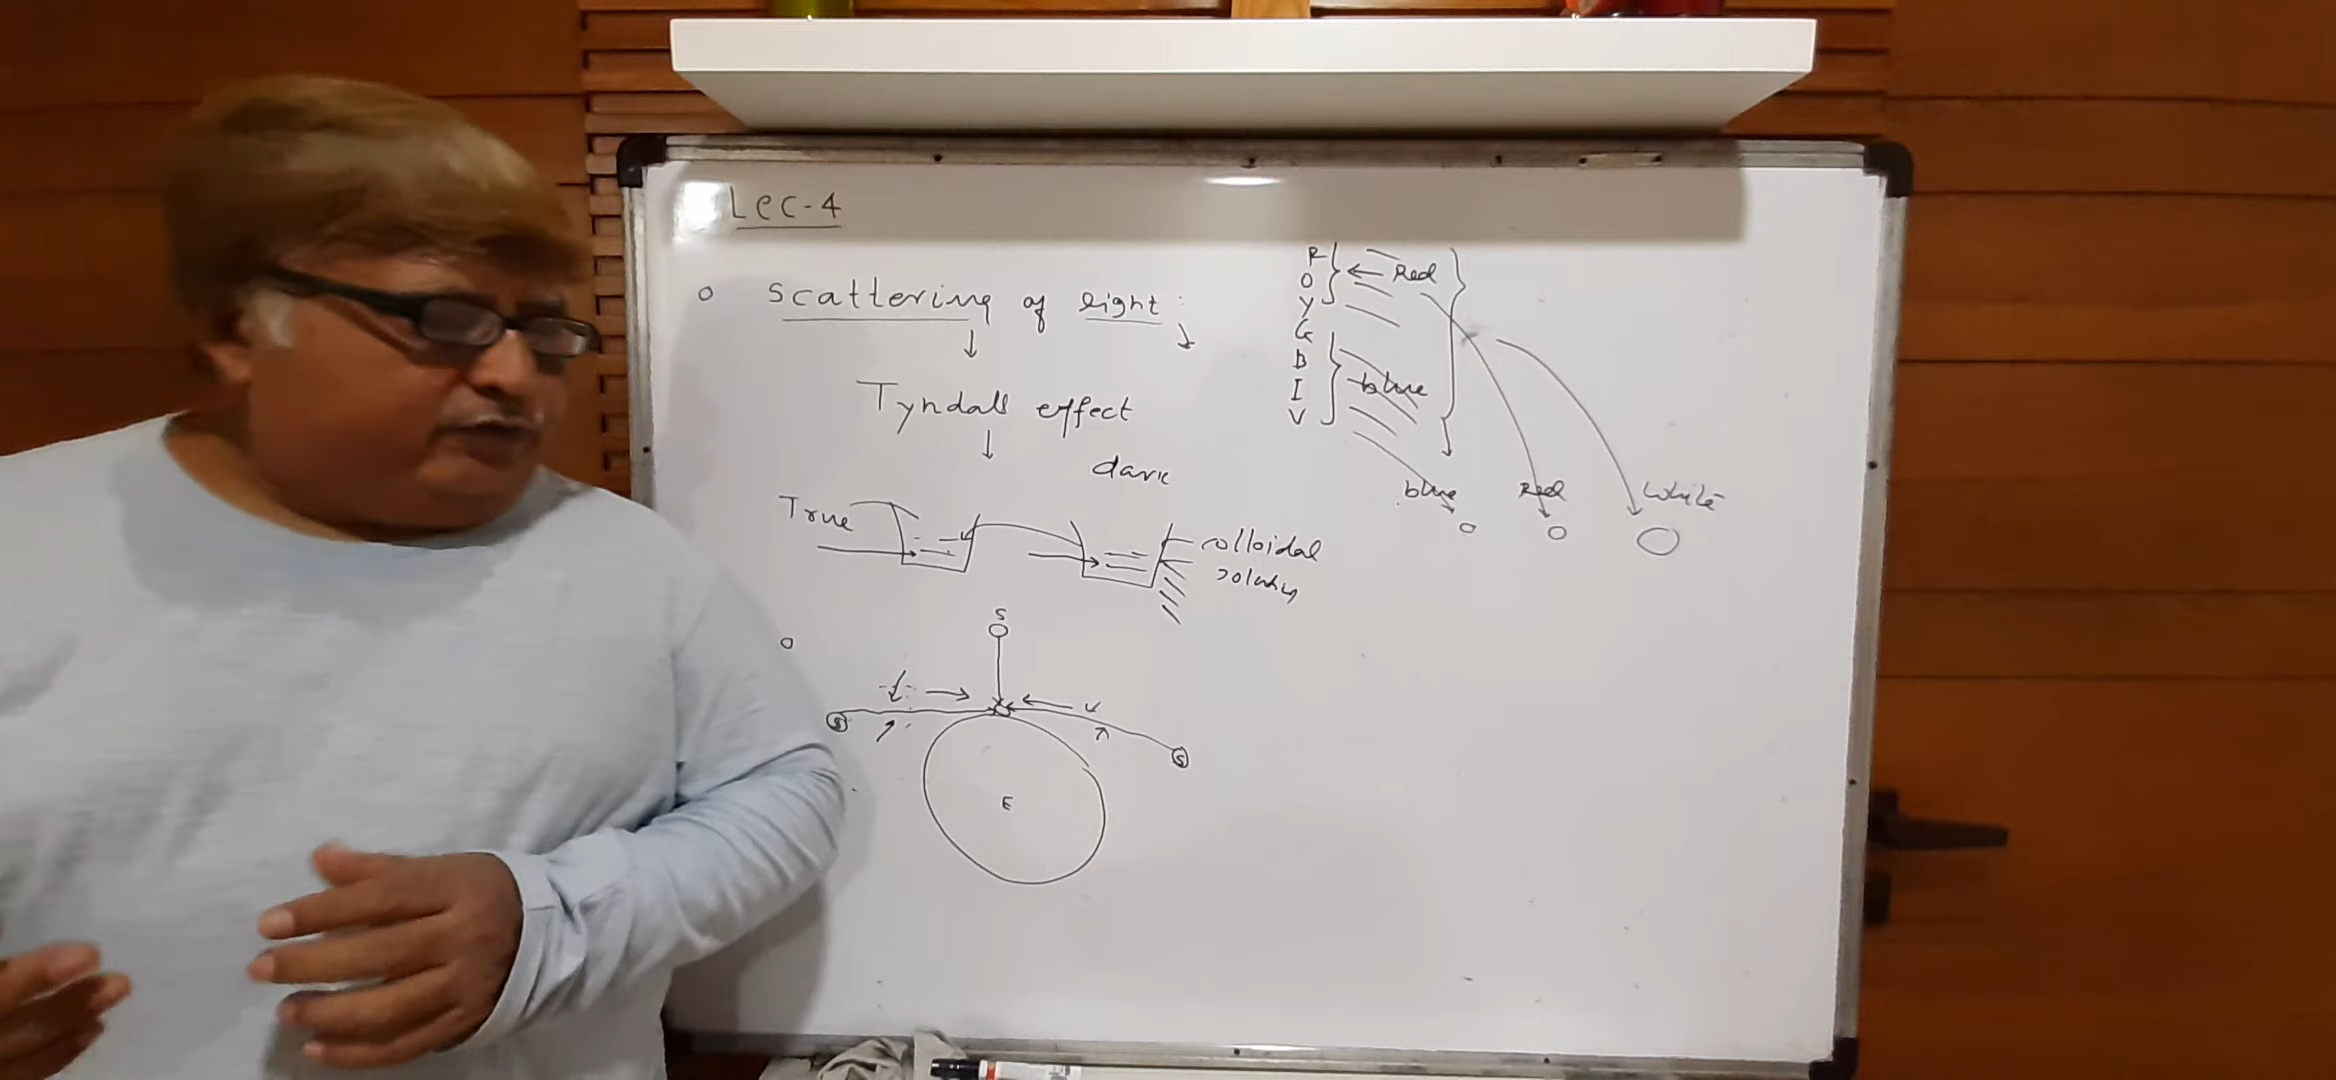 Lec-4
o Scattering of light :
Tyndall effect
dark
True
colloidal
solution
S
S
S
E
R
O
Y
G
B
I
V
Red
blue
blue Red White